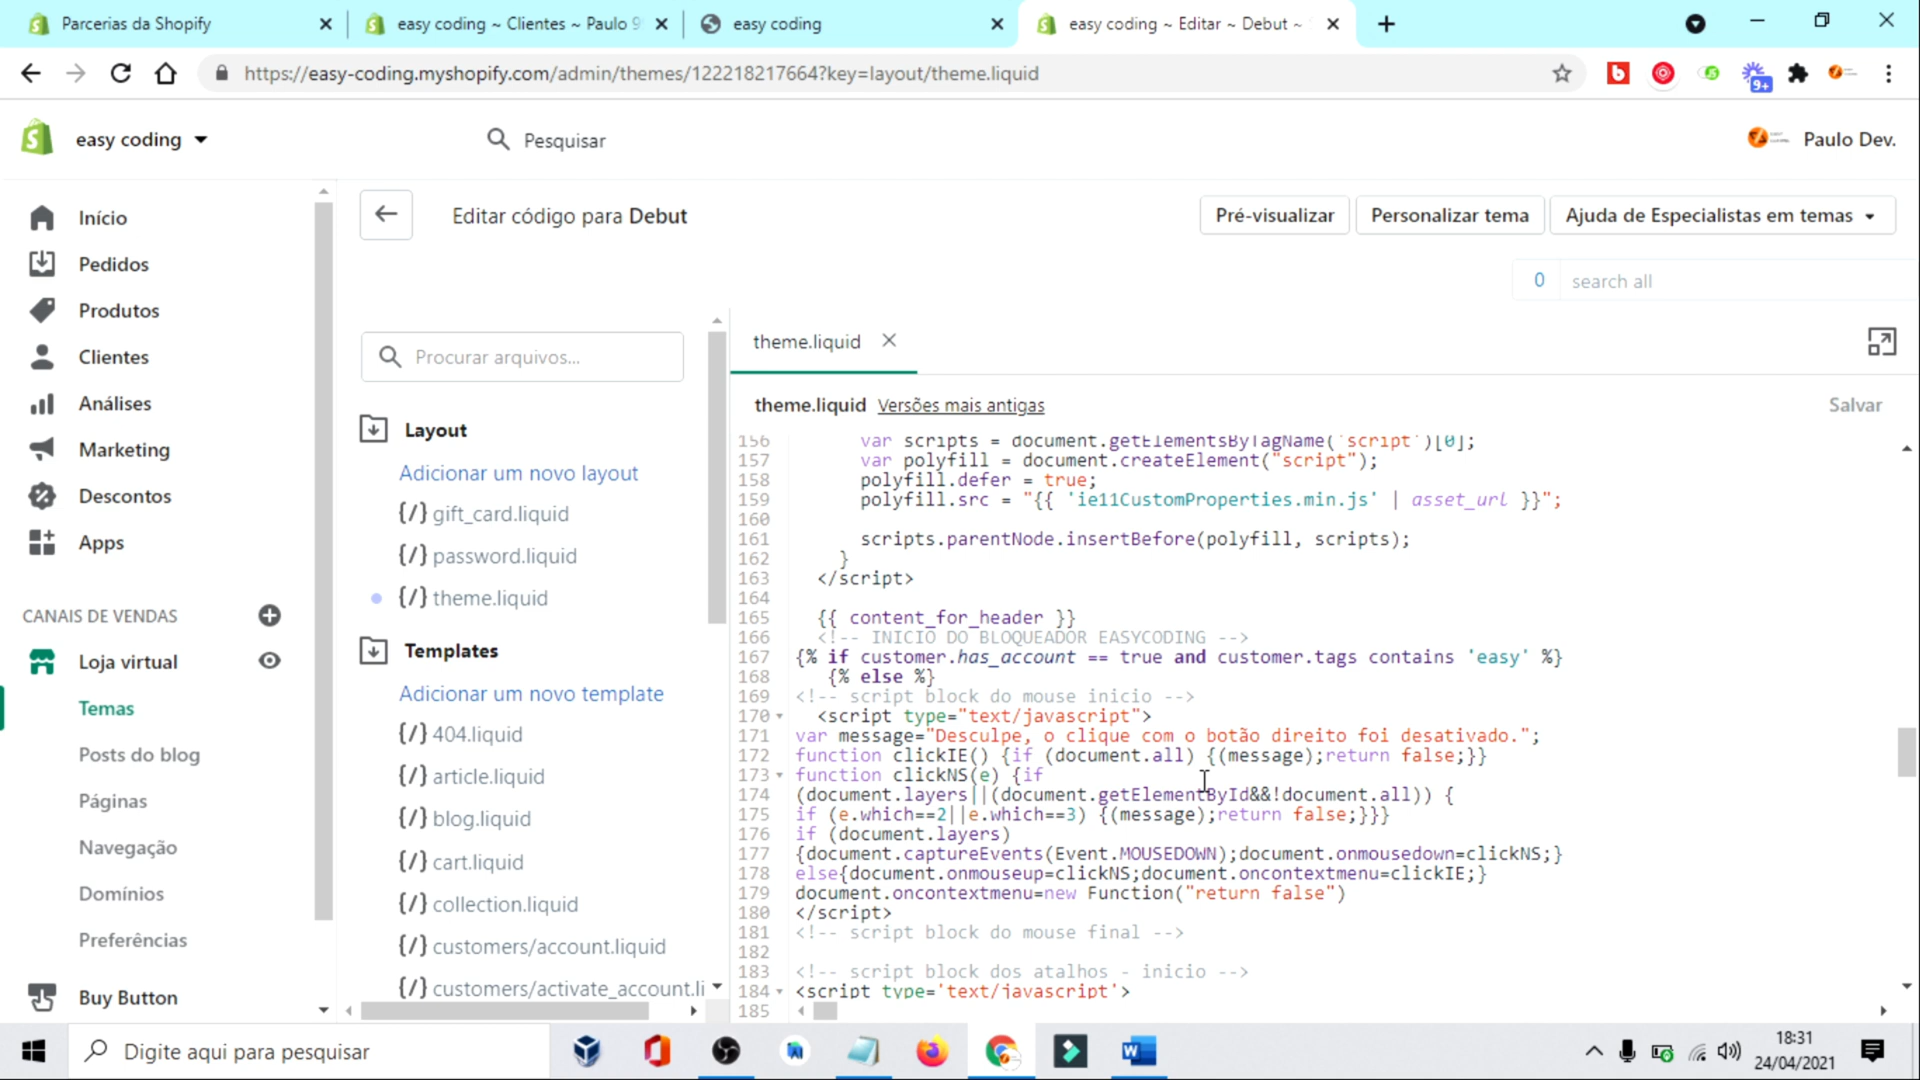 Parcerias da Shopify
easy coding ~ Clientes ~ Paulo 9
easy coding
easy coding ~ Editar ~ Debut ~
https://easy-coding.myshopify.com/admin/themes/122218217664?key=layout/theme.liquid
9+
easy coding
Pesquisar
Paulo Dev.
Início
Pedidos
Produtos
Clientes
Análises
Marketing
Descontos
Apps
CANAIS DE VENDAS
Loja virtual
Temas
Posts do blog
Páginas
Navegação
Domínios
Preferências
Buy Button
Editar código para Debut
Pré-visualizar
Personalizar tema
Ajuda de Especialistas em temas
0
search all
Procurar arquivos...
Layout
Adicionar um novo layout
{/} gift_card.liquid
{/} password.liquid
{/} theme.liquid
Templates
Adicionar um novo template
{/} 404.liquid
{/} article.liquid
{/} blog.liquid
{/} cart.liquid
{/} collection.liquid
{/} customers/account.liquid
{/} customers/activate_account.li
theme.liquid
theme.liquid Versões mais antigas
Salvar
156 var scripts = document.getElementsByTagName('script')[0];
157 var polyfill = document.createElement("script");
158 polyfill.defer = true;
159 polyfill.src = "{{ 'ie11CustomProperties.min.js' | asset_url }}";
160
161 scripts.parentNode.insertBefore(polyfill, scripts);
162 }
163 </script>
164
165 {{ content_for_header }}
166 <!-- INICIO DO BLOQUEADOR EASYCODING -->
167 {% if customer.has_account == true and customer.tags contains 'easy' %}
168 {% else %}
169 <!-- script block do mouse inicio -->
170 <script type="text/javascript">
171 var message="Desculpe, o clique com o botão direito foi desativado.";
172 function clickIE() {if (document.all) {(message);return false;}}
173 function clickNS(e) {if
174 (document.layers||(document.getElementById&&!document.all)) {
175 if (e.which==2||e.which==3) {(message);return false;}}}
176 if (document.layers)
177 {document.captureEvents(Event.MOUSEDOWN);document.onmousedown=clickNS;}
178 else{document.onmouseup=clickNS;document.oncontextmenu=clickIE;}
179 document.oncontextmenu=new Function("return false")
180 </script>
181 <!-- script block do mouse final -->
182
183 <!-- script block dos atalhos - inicio -->
184 <script type='text/javascript'>
185
Digite aqui para pesquisar
18:31
24/04/2021